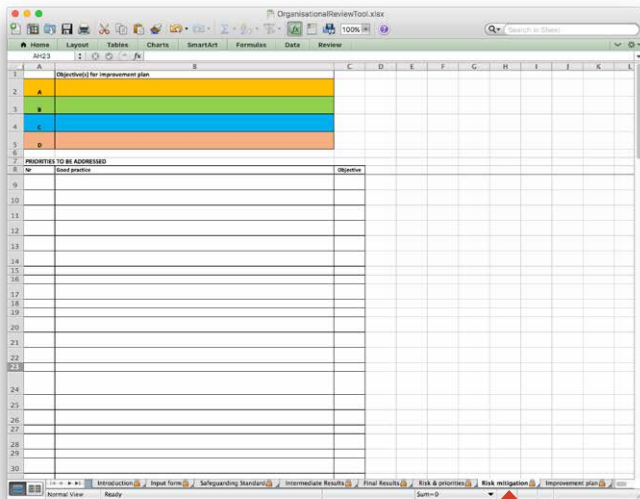 OrganisationalReviewTool.xlsx
100%
Search in Sheet
Home Layout Tables Charts SmartArt Formulas Data Review
AH23 fx
A B C D E F G H I J K L
1 Objective(s) for improvement plan
2 A
3 B
4 C
5 D
6
7 PRIORITIES TO BE ADDRESSED
8 Nr Good practice Objective
9
10
11
12
13
14
15
16
17
18
19
20
21
22
23
24
25
26
27
28
29
30
Introduction Input form Safeguarding Standard Intermediate Results Final Results Risk & priorities Risk mitigation Improvement plan
Normal View Ready Sum=0